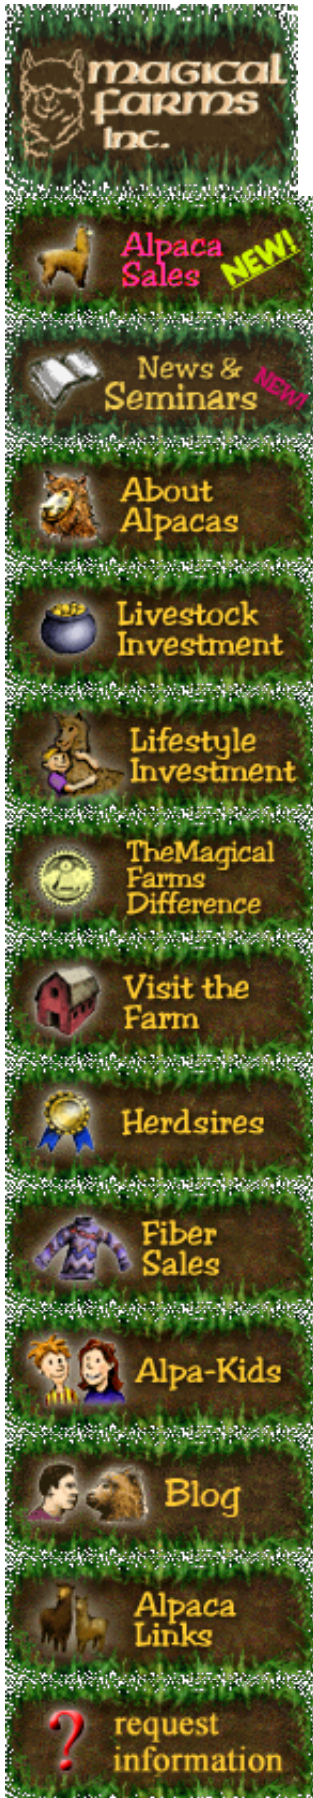 magical
farms
Inc.
Alpaca
Sales NEW!
News &
Seminars NEW!
About
Alpacas
Livestock
Investment
Lifestyle
Investment
TheMagical
Farms
Difference
Visit the
Farm
Herdsires
Fiber
Sales
Alpa-Kids
Blog
Alpaca
Links
request
information